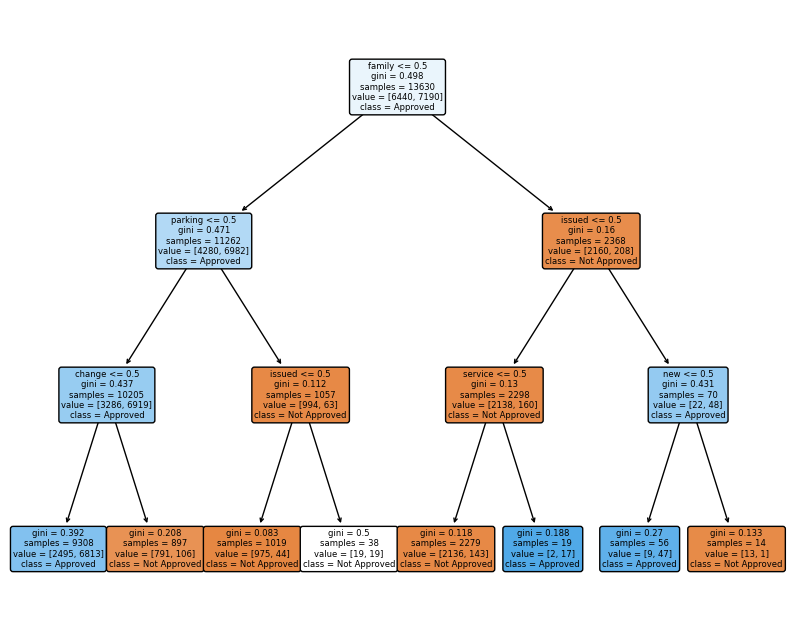 family <= 0.5
gini = 0.498
samples = 13630
value = [6440, 7190]
class = Approved
parking <= 0.5
gini = 0.471
samples = 11262
value = [4280, 6982]
class = Approved
issued <= 0.5
gini = 0.16
samples = 2368
value = [2160, 208]
class = Not Approved
change <= 0.5
gini = 0.437
samples = 10205
value = [3286, 6919]
class = Approved
issued <= 0.5
gini = 0.112
samples = 1057
value = [994, 63]
class = Not Approved
service <= 0.5
gini = 0.13
samples = 2298
value = [2138, 160]
class = Not Approved
new <= 0.5
gini = 0.431
samples = 70
value = [22, 48]
class = Approved
gini = 0.392
samples = 9308
value = [2495, 6813]
class = Approved
gini = 0.208
samples = 897
value = [791, 106]
class = Not Approved
gini = 0.083
samples = 1019
value = [975, 44]
class = Not Approved
gini = 0.5
samples = 38
value = [19, 19]
class = Not Approved
gini = 0.118
samples = 2279
value = [2136, 143]
class = Not Approved
gini = 0.188
samples = 19
value = [2, 17]
class = Approved
gini = 0.27
samples = 56
value = [9, 47]
class = Approved
gini = 0.133
samples = 14
value = [13, 1]
class = Not Approved